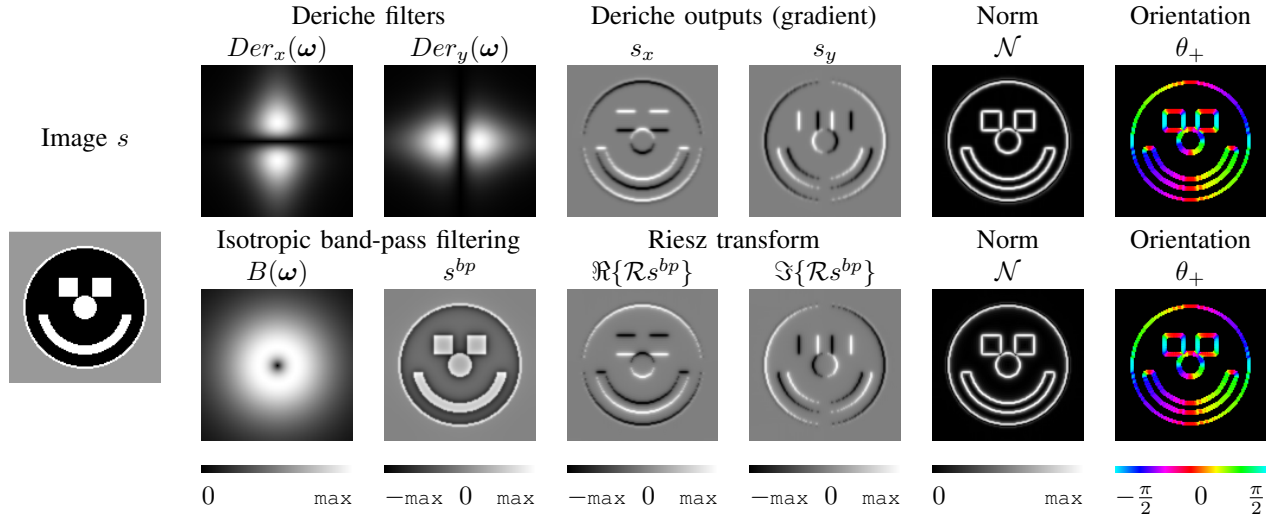 Deriche filters Deriche outputs (gradient) Norm Orientation
Der_x(ω) Der_y(ω) s_x s_y 𝒩 θ_+
Image s
Isotropic band-pass filtering Riesz transform Norm Orientation
B(ω) s^{bp} ℜ{ℛs^{bp}} ℑ{ℛs^{bp}} 𝒩 θ_+
0 max −max 0 max −max 0 max −max 0 max 0 max −π/2 0 π/2